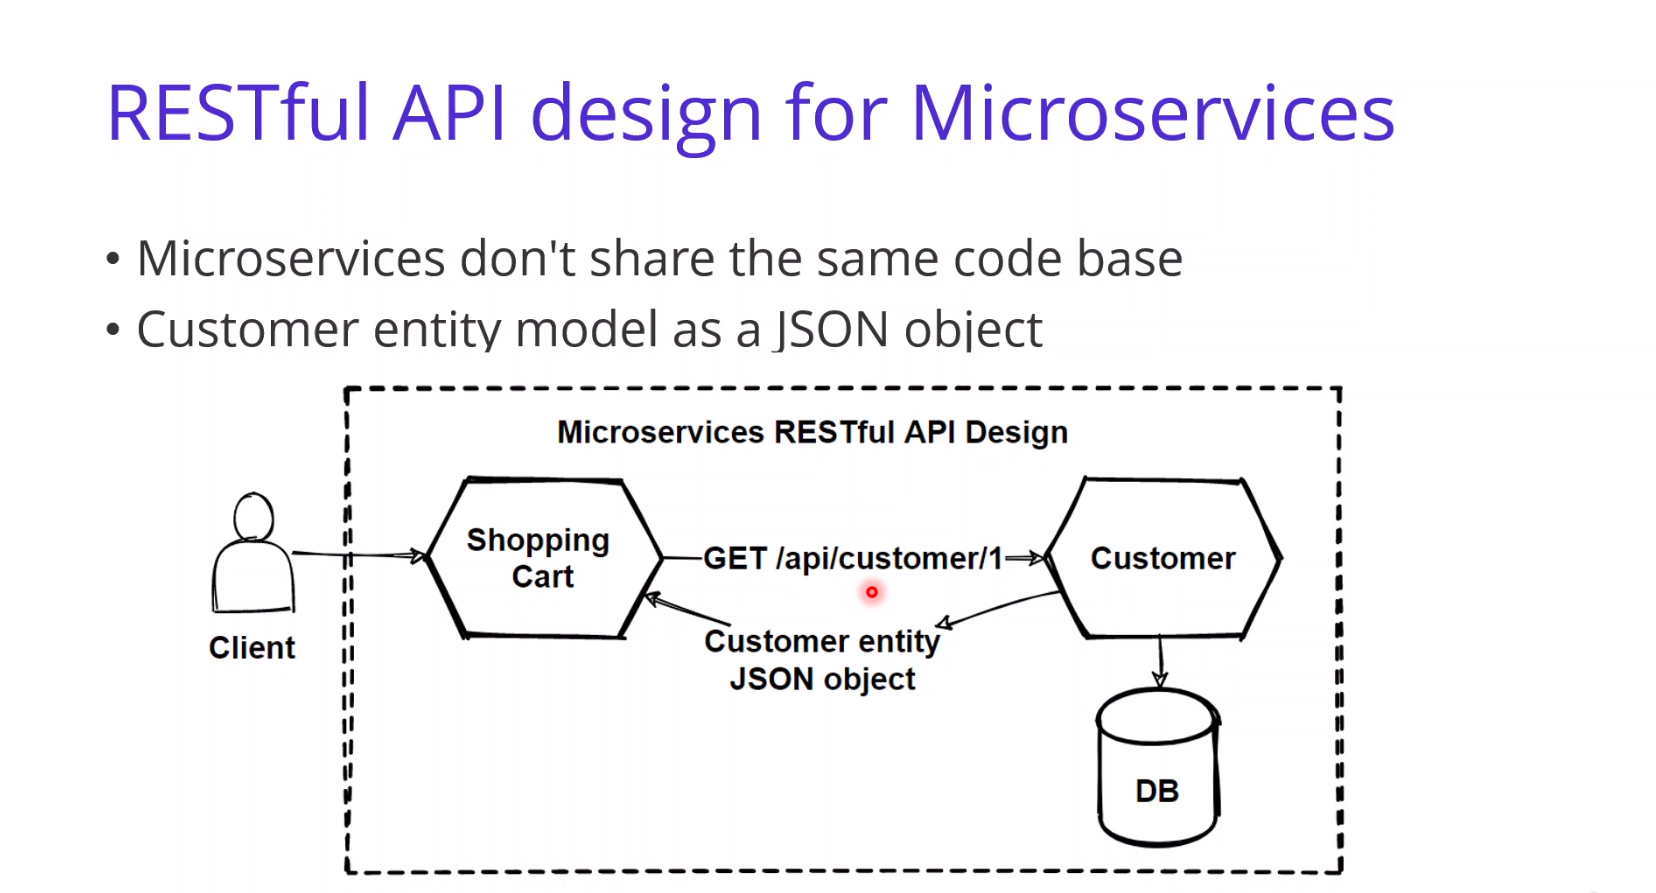 RESTful API design for Microservices
• Microservices don't share the same code base
• Customer entity model as a JSON object
Microservices RESTful API Design
Shopping
Cart
GET /api/customer/1
Customer
Client
Customer entity
JSON object
DB